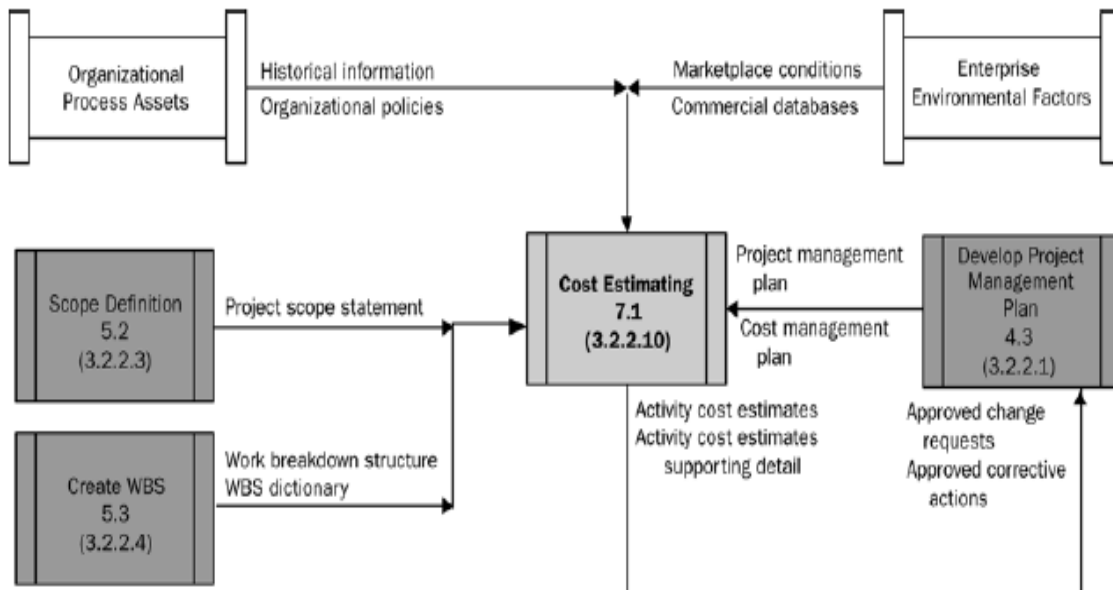 Organizational
Process Assets
Historical information
Organizational policies
Marketplace conditions
Commercial databases
Enterprise
Environmental Factors
Scope Definition
5.2
(3.2.2.3)
Project scope statement
Cost Estimating
7.1
(3.2.2.10)
Project management
plan
Cost management
plan
Develop Project
Management
Plan
4.3
(3.2.2.1)
Create WBS
5.3
(3.2.2.4)
Work breakdown structure
WBS dictionary
Activity cost estimates
Activity cost estimates
supporting detail
Approved change
requests
Approved corrective
actions